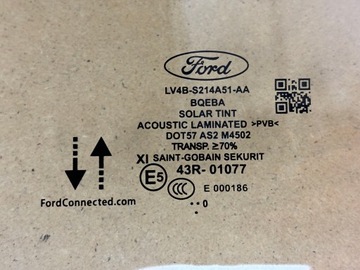 Ford
LV4B-S214A51-AA
BQEBA
SOLAR TINT
ACOUSTIC LAMINATED >PVB<
DOT57 AS2 M4502
TRANSP. ≥70%
XI SAINT-GOBAIN SEKURIT
E5 43R- 01077
CCC E 000186
··0
FordConnected.com